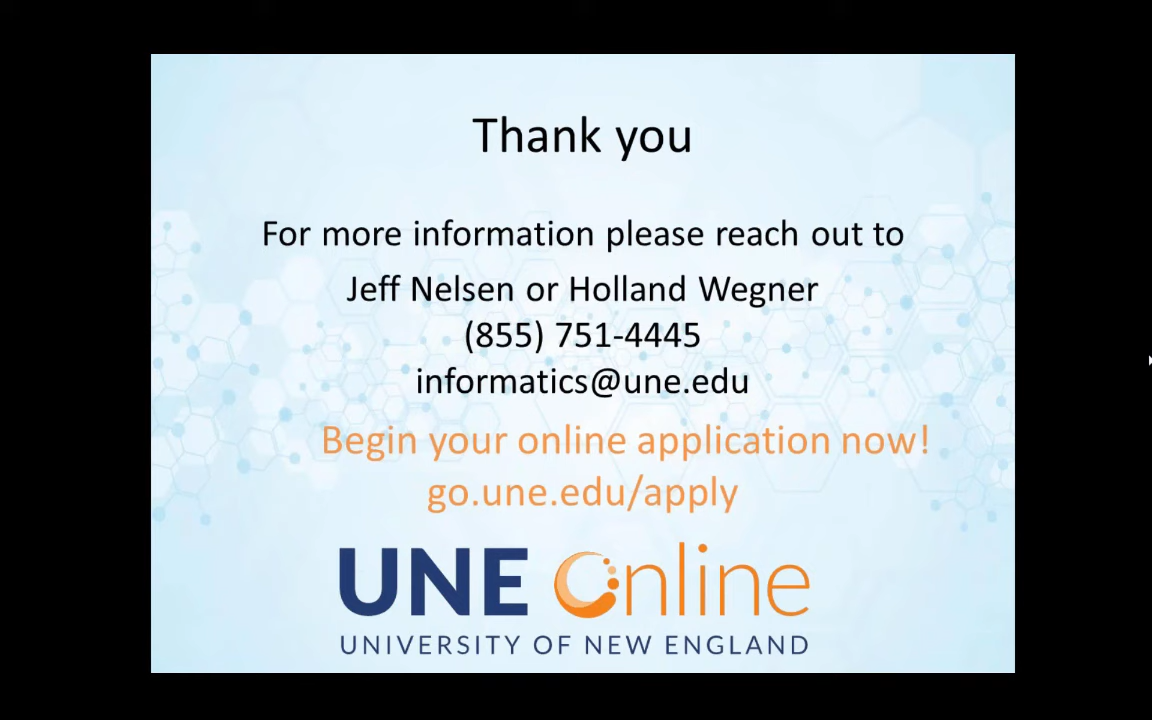 Thank you
For more information please reach out to
Jeff Nelsen or Holland Wegner
(855) 751-4445
informatics@une.edu
Begin your online application now!
go.une.edu/apply
UNE Online
UNIVERSITY OF NEW ENGLAND